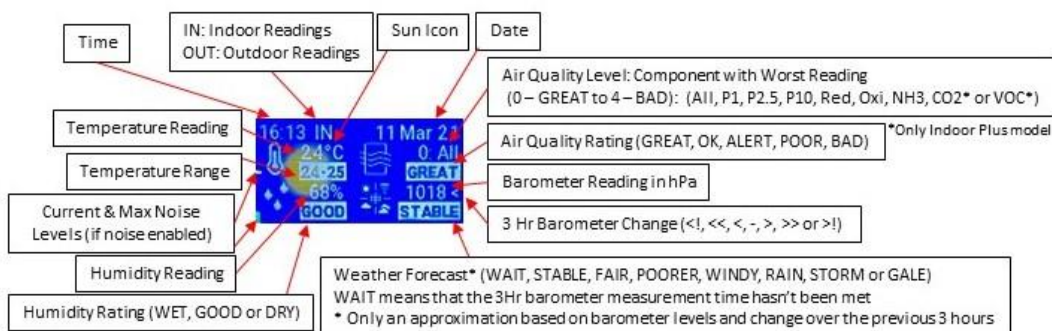 Time
IN: Indoor Readings
OUT: Outdoor Readings
Sun Icon
Date
Air Quality Level: Component with Worst Reading
(0 – GREAT to 4 – BAD): (All, P1, P2.5, P10, Red, Oxi, NH3, CO2* or VOC*)
*Only Indoor Plus model
Temperature Reading
Temperature Range
Current & Max Noise
Levels (if noise enabled)
Humidity Reading
Humidity Rating (WET, GOOD or DRY)
16:13 IN 11 Mar 21
24°C 0: All
24-25 GREAT
68% 1018 <
GOOD STABLE
Air Quality Rating (GREAT, OK, ALERT, POOR, BAD)
Barometer Reading in hPa
3 Hr Barometer Change (<!, <<, <, -, >, >> or >!)
Weather Forecast* (WAIT, STABLE, FAIR, POORER, WINDY, RAIN, STORM or GALE)
WAIT means that the 3Hr barometer measurement time hasn't been met
* Only an approximation based on barometer levels and change over the previous 3 hours